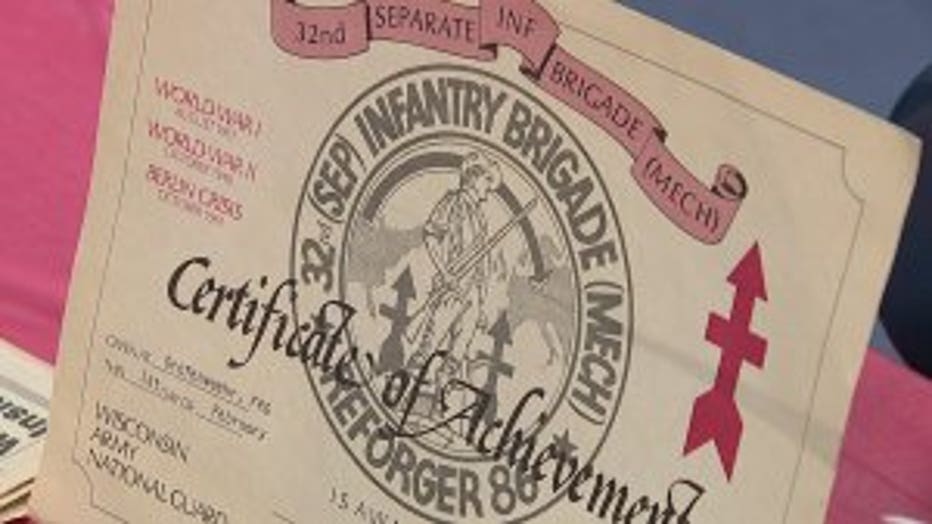 32nd SEPARATE INF BRIGADE (MECH)
WORLD WAR I
WORLD WAR II
BERLIN CRISIS
32nd (SEP) INFANTRY BRIGADE (MECH)
REFORGER 86
Certificate of Achievement
WISCONSIN
ARMY
NATIONAL GUARD